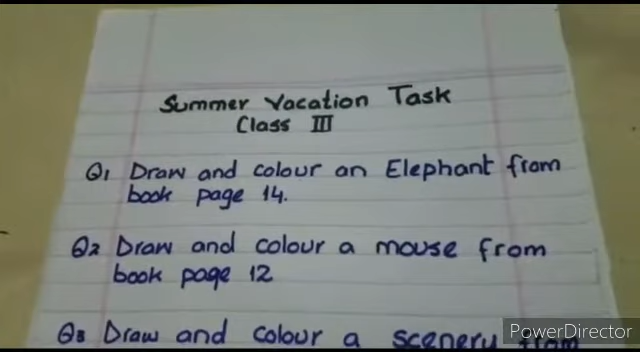 Summer Vacation Task
Class III
Q1 Draw and colour an Elephant from
book page 14.
Q2 Draw and colour a mouse from
book page 12
Q3 Draw and colour a scenery from
PowerDirector